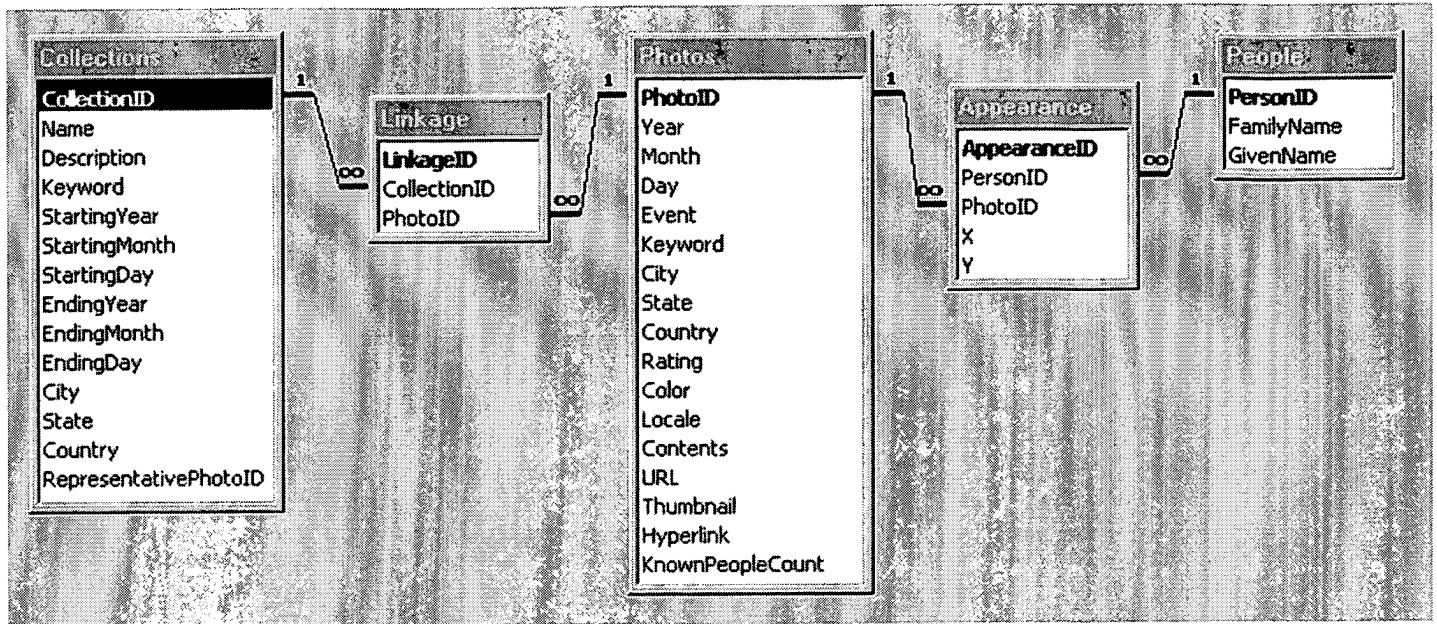 Collections
CollectionID
Name
Description
Keyword
StartingYear
StartingMonth
StartingDay
EndingYear
EndingMonth
EndingDay
City
State
Country
RepresentativePhotoID
1
∞
Linkage
LinkageID
CollectionID
PhotoID
1
∞
Photos
PhotoID
Year
Month
Day
Event
Keyword
City
State
Country
Rating
Color
Locale
Contents
URL
Thumbnail
Hyperlink
KnownPeopleCount
1
∞
Appearance
AppearanceID
PersonID
PhotoID
X
Y
1
∞
People
PersonID
FamilyName
GivenName